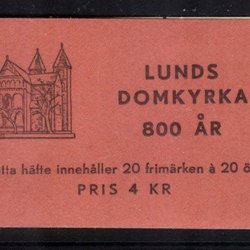 LUNDS
DOMKYRKA
800 ÅR
tta häfte innehåller 20 frimärken à 20 ö
PRIS 4 KR